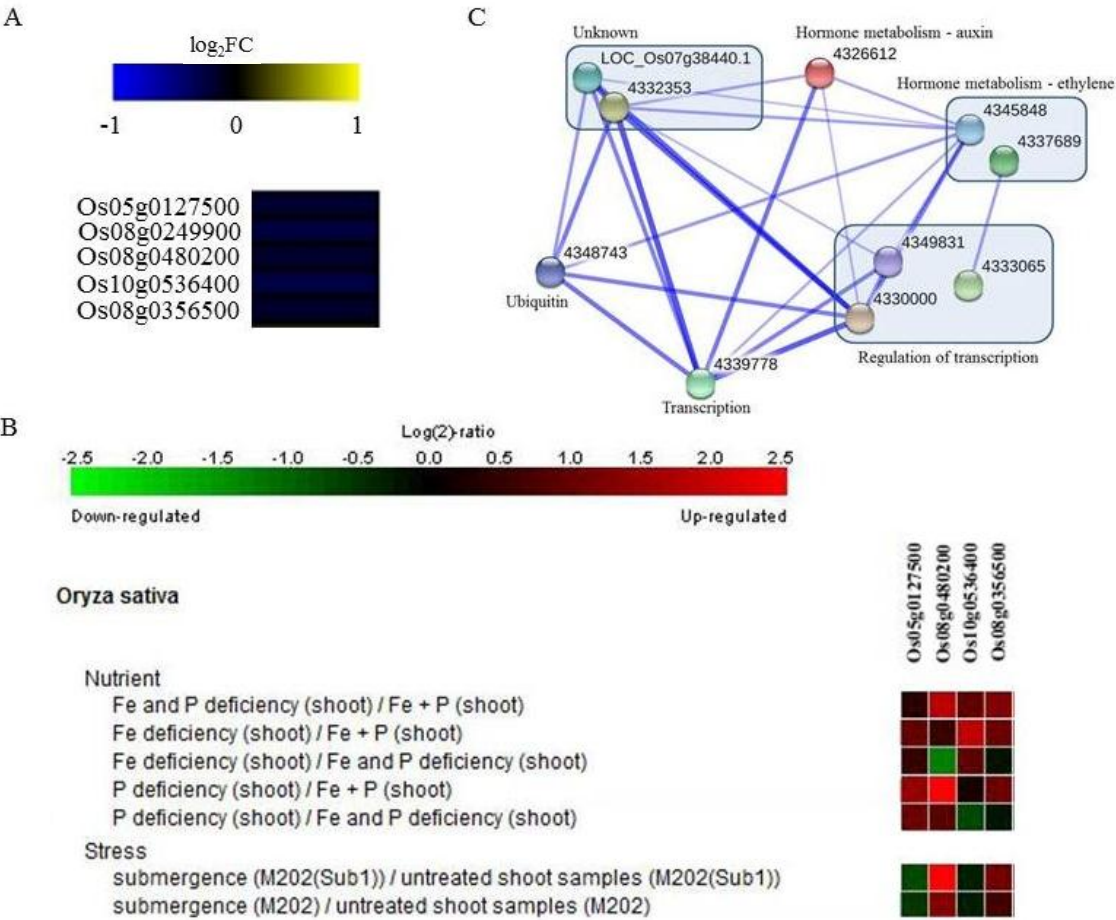 A
log2FC
-1 0 1
Os05g0127500
Os08g0249900
Os08g0480200
Os10g0536400
Os08g0356500
C
Unknown
LOC_Os07g38440.1
4332353
Hormone metabolism - auxin
4326612
Hormone metabolism - ethylene
4345848
4337689
4349831
4333065
4330000
Regulation of transcription
4348743
Ubiquitin
4339778
Transcription
B
Log(2)-ratio
-2.5 -2.0 -1.5 -1.0 -0.5 0.0 0.5 1.0 1.5 2.0 2.5
Down-regulated Up-regulated
Os05g0127500
Os08g0480200
Os10g0536400
Os08g0356500
Oryza sativa
Nutrient
Fe and P deficiency (shoot) / Fe + P (shoot)
Fe deficiency (shoot) / Fe + P (shoot)
Fe deficiency (shoot) / Fe and P deficiency (shoot)
P deficiency (shoot) / Fe + P (shoot)
P deficiency (shoot) / Fe and P deficiency (shoot)
Stress
submergence (M202(Sub1)) / untreated shoot samples (M202(Sub1))
submergence (M202) / untreated shoot samples (M202)